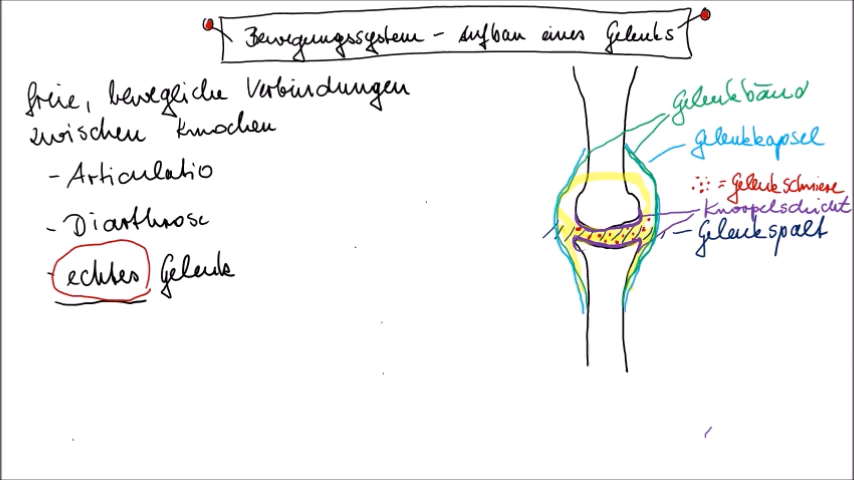 Bewegungssystem - Aufbau eines Gelenks
freie, bewegliche Verbindungen
zwischen Knochen
- Articulatio
- Diarthrose
- echtes Gelenk
Gelenkband
Gelenkkapsel
= Gelenkschmiere
Knorpelschicht
- Gelenkspalt